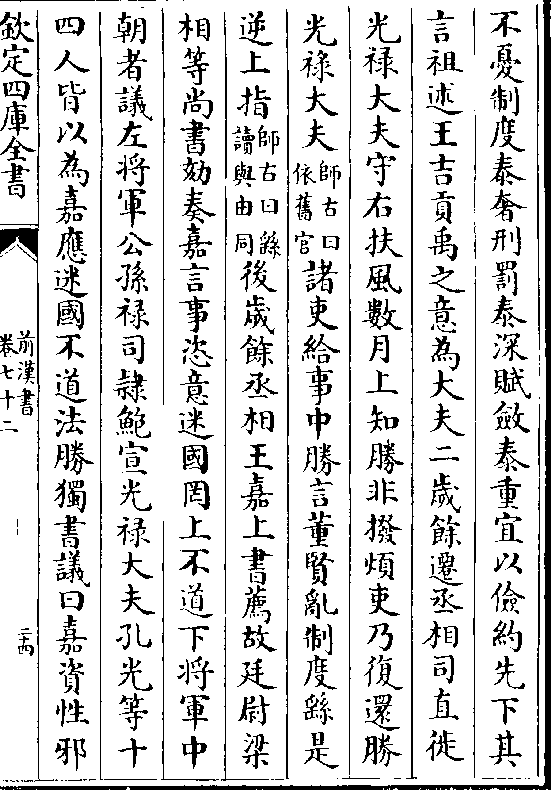 不憂制度泰奢刑罰泰深賦斂泰重宜以儉約先下其
言祖述王吉貢禹之意為大夫二歲餘遷丞相司直徙
光禄大夫守右扶風數月上知勝非撥煩吏乃復還勝
光祿大夫師古曰依舊官諸吏給事中勝言董賢亂制度繇是
逆上指師古曰繇讀與由同後歲餘丞相王嘉上書薦故廷尉梁
相等尚書劾奏嘉言事恣意迷國罔上不道下將軍中
朝者議左將軍公孫禄司隸鮑宣光祿大夫孔光等十
四人皆以為嘉應迷國不道法勝獨書議曰嘉資性邪
欽定四庫全書
前漢書
卷七十二
二十四